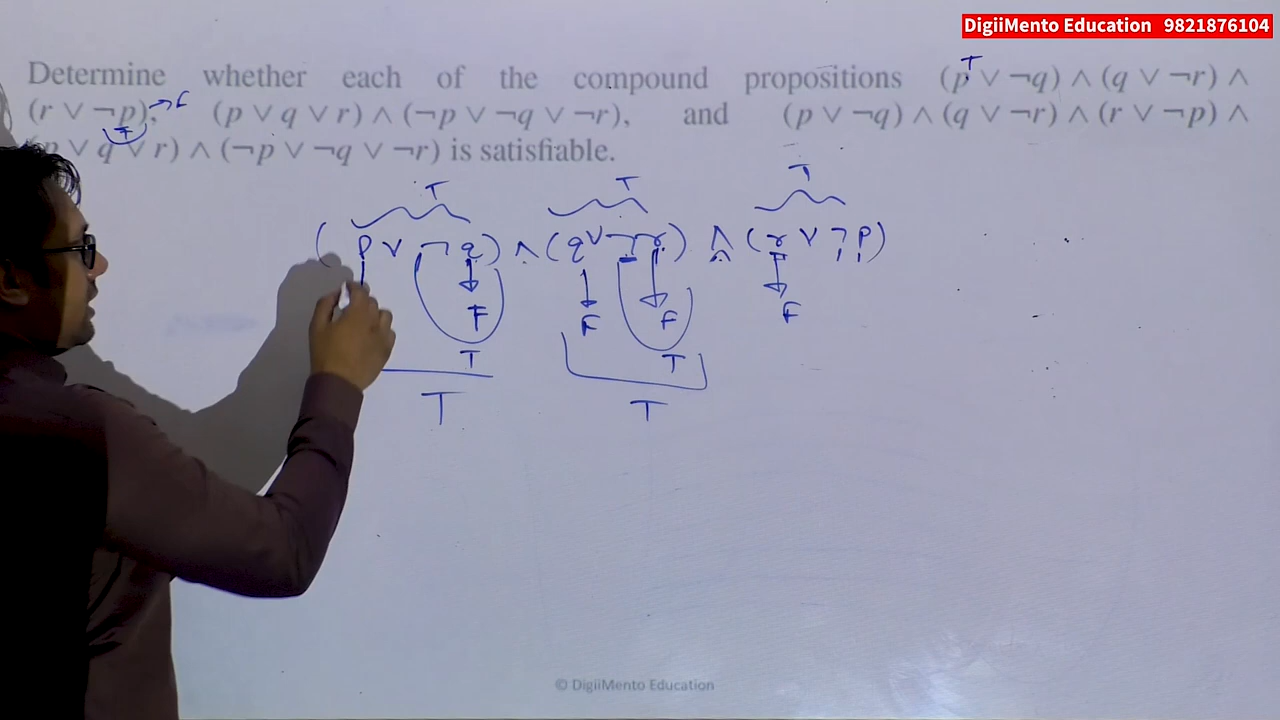 DigiiMento Education 9821876104
Determine whether each of the compound propositions (p ∨ ¬q) ∧ (q ∨ ¬r) ∧
(r ∨ ¬p), (p ∨ q ∨ r) ∧ (¬p ∨ ¬q ∨ ¬r), and (p ∨ ¬q) ∧ (q ∨ ¬r) ∧ (r ∨ ¬p) ∧
∨ q ∨ r) ∧ (¬p ∨ ¬q ∨ ¬r) is satisfiable.
T
→ F
T T T
(p ∨ ¬q) ∧ (q ∨ ¬r) ∧ (r ∨ ¬p)
F F F F
T T
T T
© DigiiMento Education